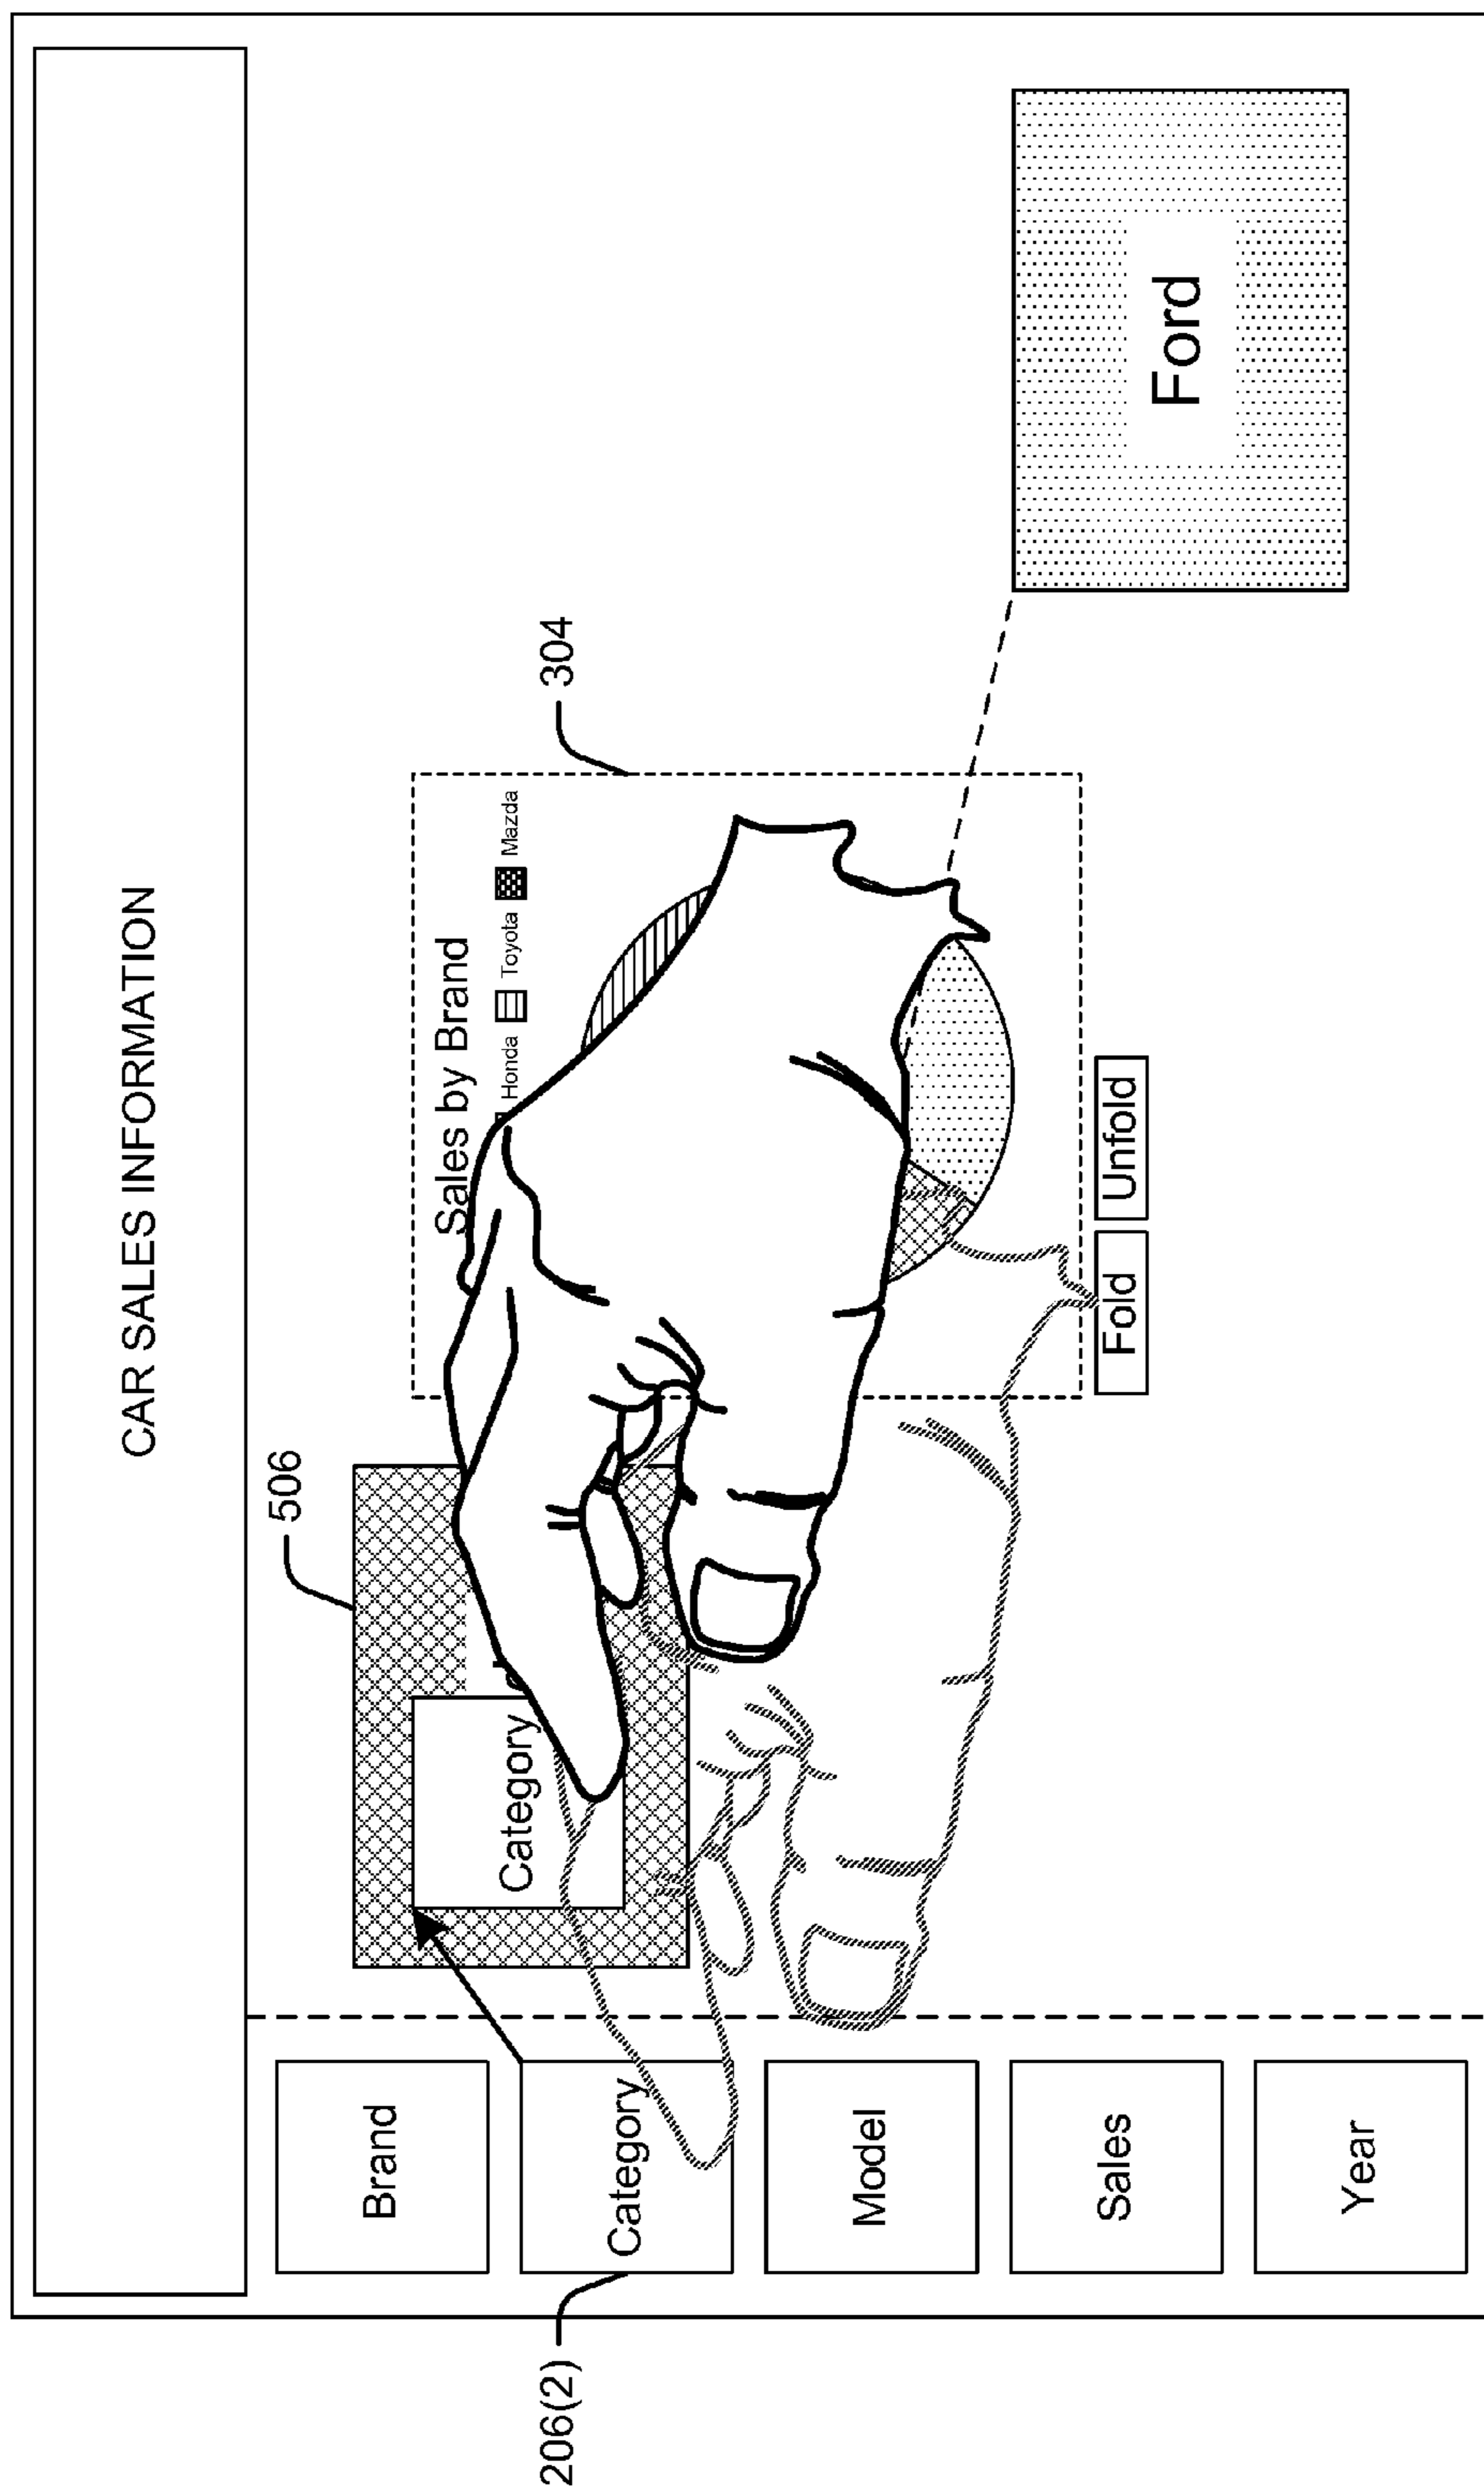 CAR SALES INFORMATION
506
304
Sales by Brand
Honda Toyota Mazda
Category
Ford
Fold Unfold
206(2)
Brand
Category
Model
Sales
Year